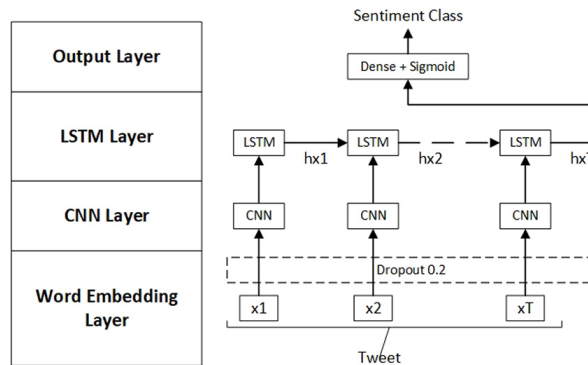 Sentiment Class
Output Layer
Dense + Sigmoid
LSTM Layer
LSTM
hx1
LSTM
hx2
LSTM
hxT
CNN Layer
CNN
CNN
CNN
Dropout 0.2
Word Embedding
Layer
x1
x2
xT
Tweet